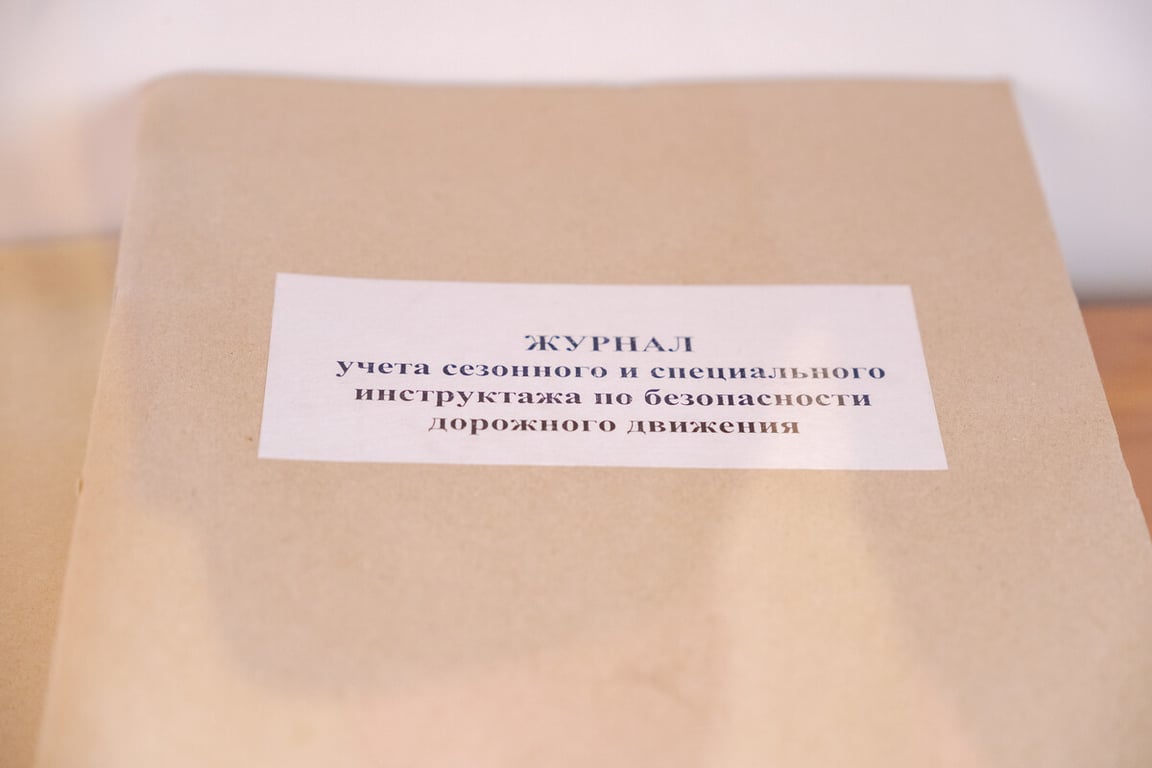 ЖУРНАЛ
учета сезонного и специального
инструктажа по безопасности
дорожного движения